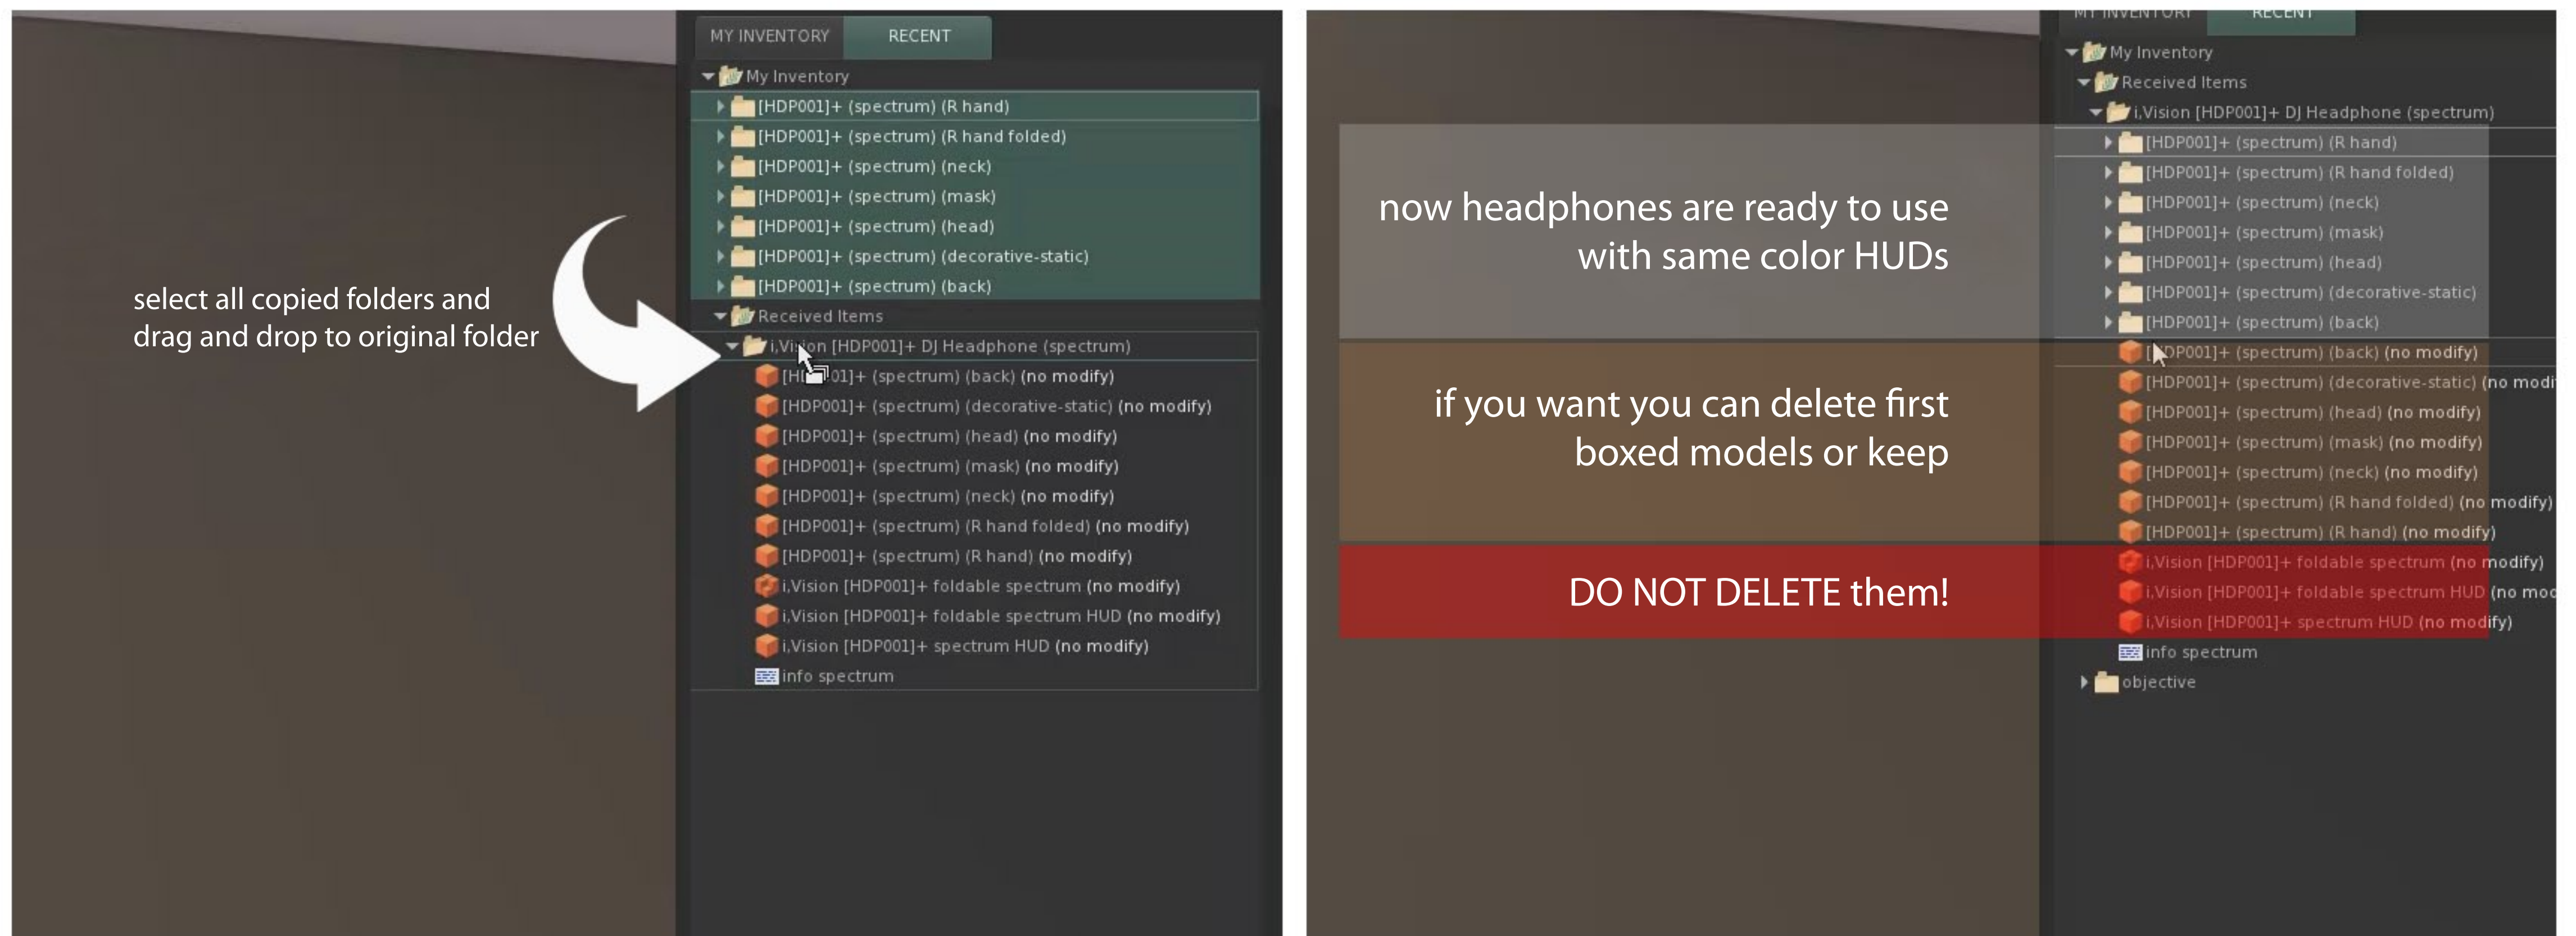 select all copied folders and
drag and drop to original folder
MY INVENTORY
RECENT
My Inventory
[HDP001]+ (spectrum) (R hand)
[HDP001]+ (spectrum) (R hand folded)
[HDP001]+ (spectrum) (neck)
[HDP001]+ (spectrum) (mask)
[HDP001]+ (spectrum) (head)
[HDP001]+ (spectrum) (decorative-static)
[HDP001]+ (spectrum) (back)
Received Items
i,Vision [HDP001]+ DJ Headphone (spectrum)
(spectrum) (back) (no modify)
[HDP001]+ (spectrum) (decorative-static) (no modify)
[HDP001]+ (spectrum) (head) (no modify)
[HDP001]+ (spectrum) (mask) (no modify)
[HDP001]+ (spectrum) (neck) (no modify)
[HDP001]+ (spectrum) (R hand folded) (no modify)
[HDP001]+ (spectrum) (R hand) (no modify)
i,Vision [HDP001]+ foldable spectrum (no modify)
i,Vision [HDP001]+ foldable spectrum HUD (no modify)
i,Vision [HDP001]+ spectrum HUD (no modify)
info spectrum
now headphones are ready to use
with same color HUDs
if you want you can delete first
boxed models or keep
DO NOT DELETE them!
MY INVENTORY
RECENT
My Inventory
Received Items
i,Vision [HDP001]+ DJ Headphone (spectrum)
[HDP001]+ (spectrum) (R hand)
[HDP001]+ (spectrum) (R hand folded)
[HDP001]+ (spectrum) (neck)
[HDP001]+ (spectrum) (mask)
[HDP001]+ (spectrum) (head)
[HDP001]+ (spectrum) (decorative-static)
[HDP001]+ (spectrum) (back)
(spectrum) (back) (no modify)
[HDP001]+ (spectrum) (decorative-static) (no modi
[HDP001]+ (spectrum) (head) (no modify)
[HDP001]+ (spectrum) (mask) (no modify)
[HDP001]+ (spectrum) (neck) (no modify)
[HDP001]+ (spectrum) (R hand folded) (no modify)
[HDP001]+ (spectrum) (R hand) (no modify)
i,Vision [HDP001]+ foldable spectrum (no modify)
i,Vision [HDP001]+ foldable spectrum HUD (no mo
i,Vision [HDP001]+ spectrum HUD (no modify)
info spectrum
objective